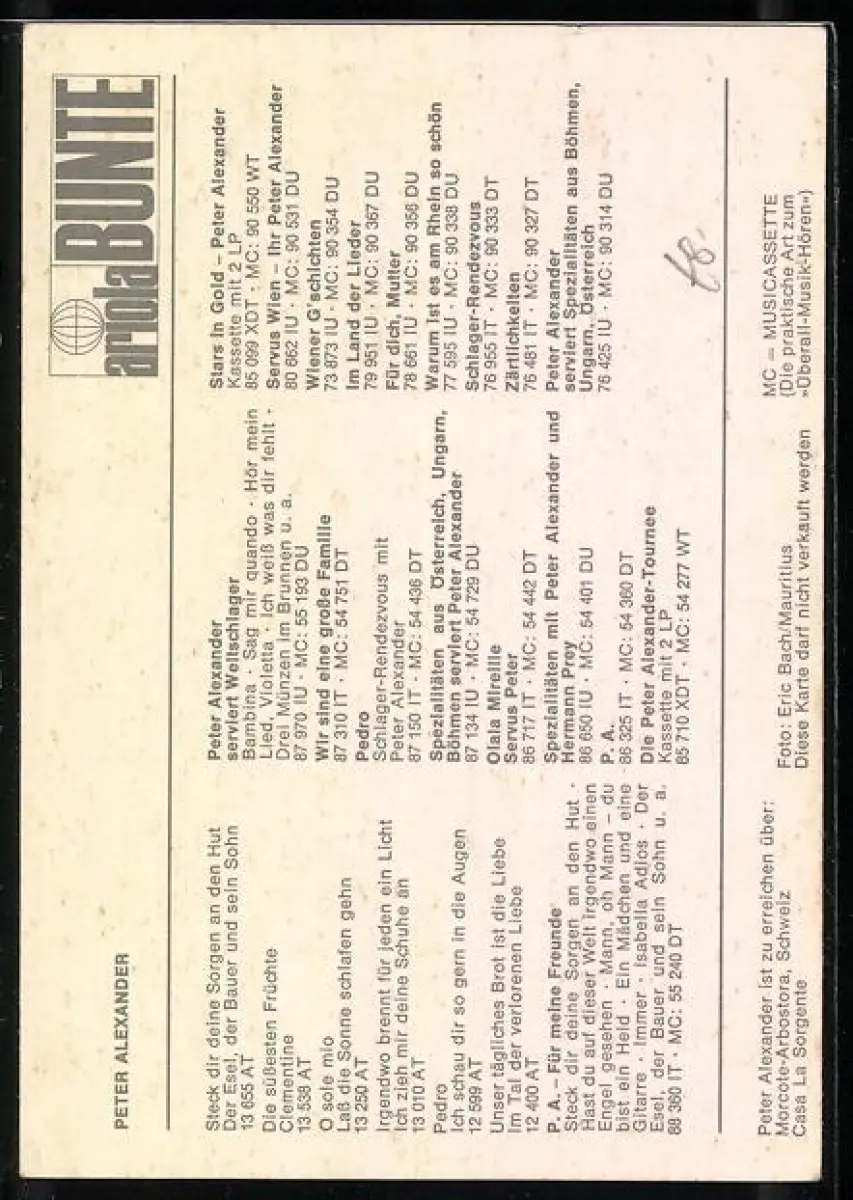 PETER ALEXANDER
ariola BUNTE
Steck dir deine Sorgen an den Hut
Der Esel, der Bauer und sein Sohn
13 655 AT
Die süßesten Früchte
Clementine
13 538 AT
O sole mio
Laß die Sonne schlafen gehn
13 250 AT
Irgendwo brennt für jeden ein Licht
Ich zieh mir deine Schuhe an
13 010 AT
Pedro
Ich schau dir so gern in die Augen
12 599 AT
Unser tägliches Brot ist die Liebe
Im Tal der verlorenen Liebe
12 400 AT
P. A. – Für meine Freunde
Steck dir deine Sorgen an den Hut ·
Hast du auf dieser Welt irgendwo einen
Engel gesehen · Mann, oh Mann – du
bist ein Held · Ein Mädchen und eine
Gitarre · Immer · Isabella Adios · Der
Esel, der Bauer und sein Sohn u. a.
88 360 IT · MC: 55 240 DT
Peter Alexander
serviert Weltschlager
Bambina · Sag mir quando · Hör mein
Lied, Violetta · Ich weiß was dir fehlt ·
Drei Münzen im Brunnen u. a.
87 970 IU · MC: 55 193 DU
Wir sind eine große Familie
87 310 IT · MC: 54 751 DT
Pedro
Schlager-Rendezvous mit
Peter Alexander
87 150 IT · MC: 54 436 DT
Spezialitäten aus Österreich, Ungarn,
Böhmen serviert Peter Alexander
87 134 IU · MC: 54 729 DU
Olala Mireille
Servus Peter
86 717 IT · MC: 54 442 DT
Spezialitäten mit Peter Alexander und
Hermann Prey
86 650 IU · MC: 54 401 DU
P. A.
86 325 IT · MC: 54 360 DT
Die Peter Alexander-Tournee
Kassette mit 2 LP
85 710 XDT · MC: 54 277 WT
Stars in Gold – Peter Alexander
Kassette mit 2 LP
85 099 XDT · MC: 90 550 WT
Servus Wien – Ihr Peter Alexander
80 662 IU · MC: 90 531 DU
Wiener G'schichten
73 873 IU · MC: 90 354 DU
Im Land der Lieder
79 951 IU · MC: 90 367 DU
Für dich, Mutter
78 661 IU · MC: 90 356 DU
Warum ist es am Rhein so schön
77 595 IU · MC: 90 338 DU
Schlager-Rendezvous
76 955 IT · MC: 90 333 DT
Zärtlichkeiten
76 481 IT · MC: 90 327 DT
Peter Alexander
serviert Spezialitäten aus Böhmen,
Ungarn, Österreich
76 425 IU · MC: 90 314 DU
Peter Alexander ist zu erreichen über:
Morcote-Arbostora, Schweiz
Casa La Sorgente
Foto: Eric Bach/Mauritius
Diese Karte darf nicht verkauft werden
MC = MUSICASSETTE
(Die praktische Art zum
»Überall-Musik-Hören«)